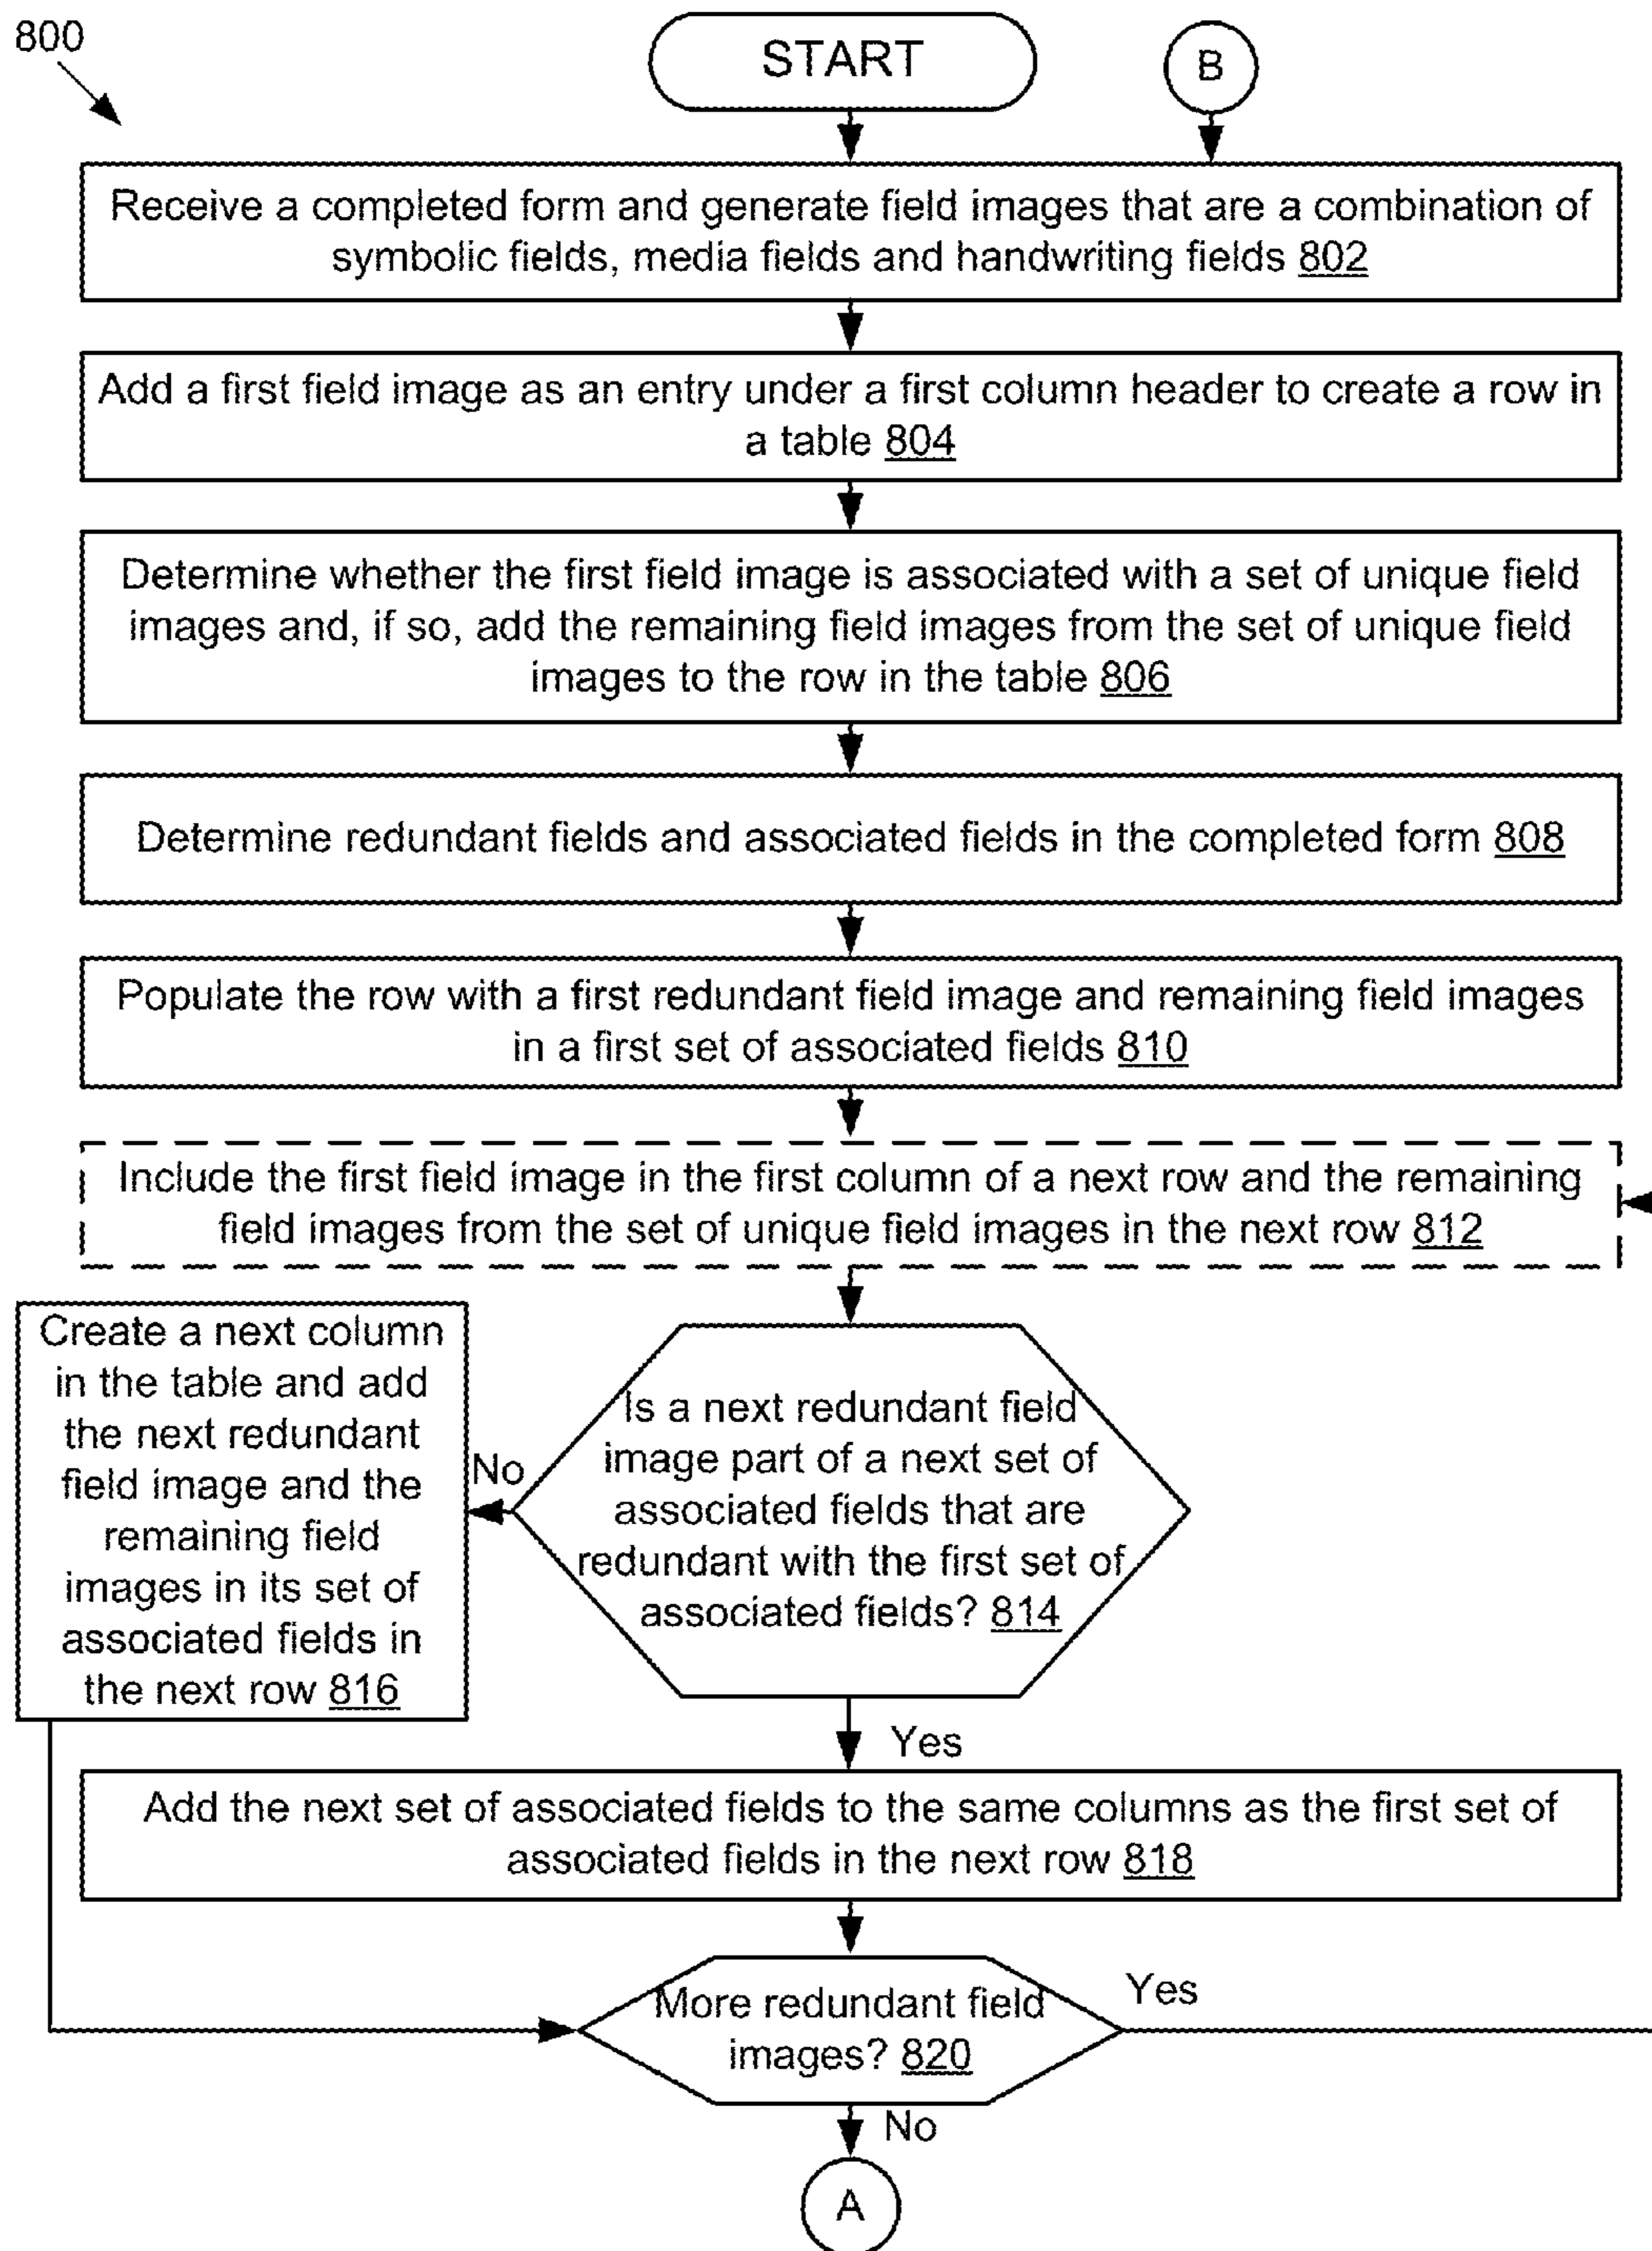 800
START
B
Receive a completed form and generate field images that are a combination of
symbolic fields, media fields and handwriting fields 802
Add a first field image as an entry under a first column header to create a row in
a table 804
Determine whether the first field image is associated with a set of unique field
images and, if so, add the remaining field images from the set of unique field
images to the row in the table 806
Determine redundant fields and associated fields in the completed form 808
Populate the row with a first redundant field image and remaining field images
in a first set of associated fields 810
Include the first field image in the first column of a next row and the remaining
field images from the set of unique field images in the next row 812
Create a next column
in the table and add
the next redundant
field image and the
remaining field
images in its set of
associated fields in
the next row 816
No
Is a next redundant field
image part of a next set of
associated fields that are
redundant with the first set of
associated fields? 814
Yes
Add the next set of associated fields to the same columns as the first set of
associated fields in the next row 818
More redundant field
images? 820
Yes
No
A